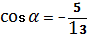 cos α = -5/13